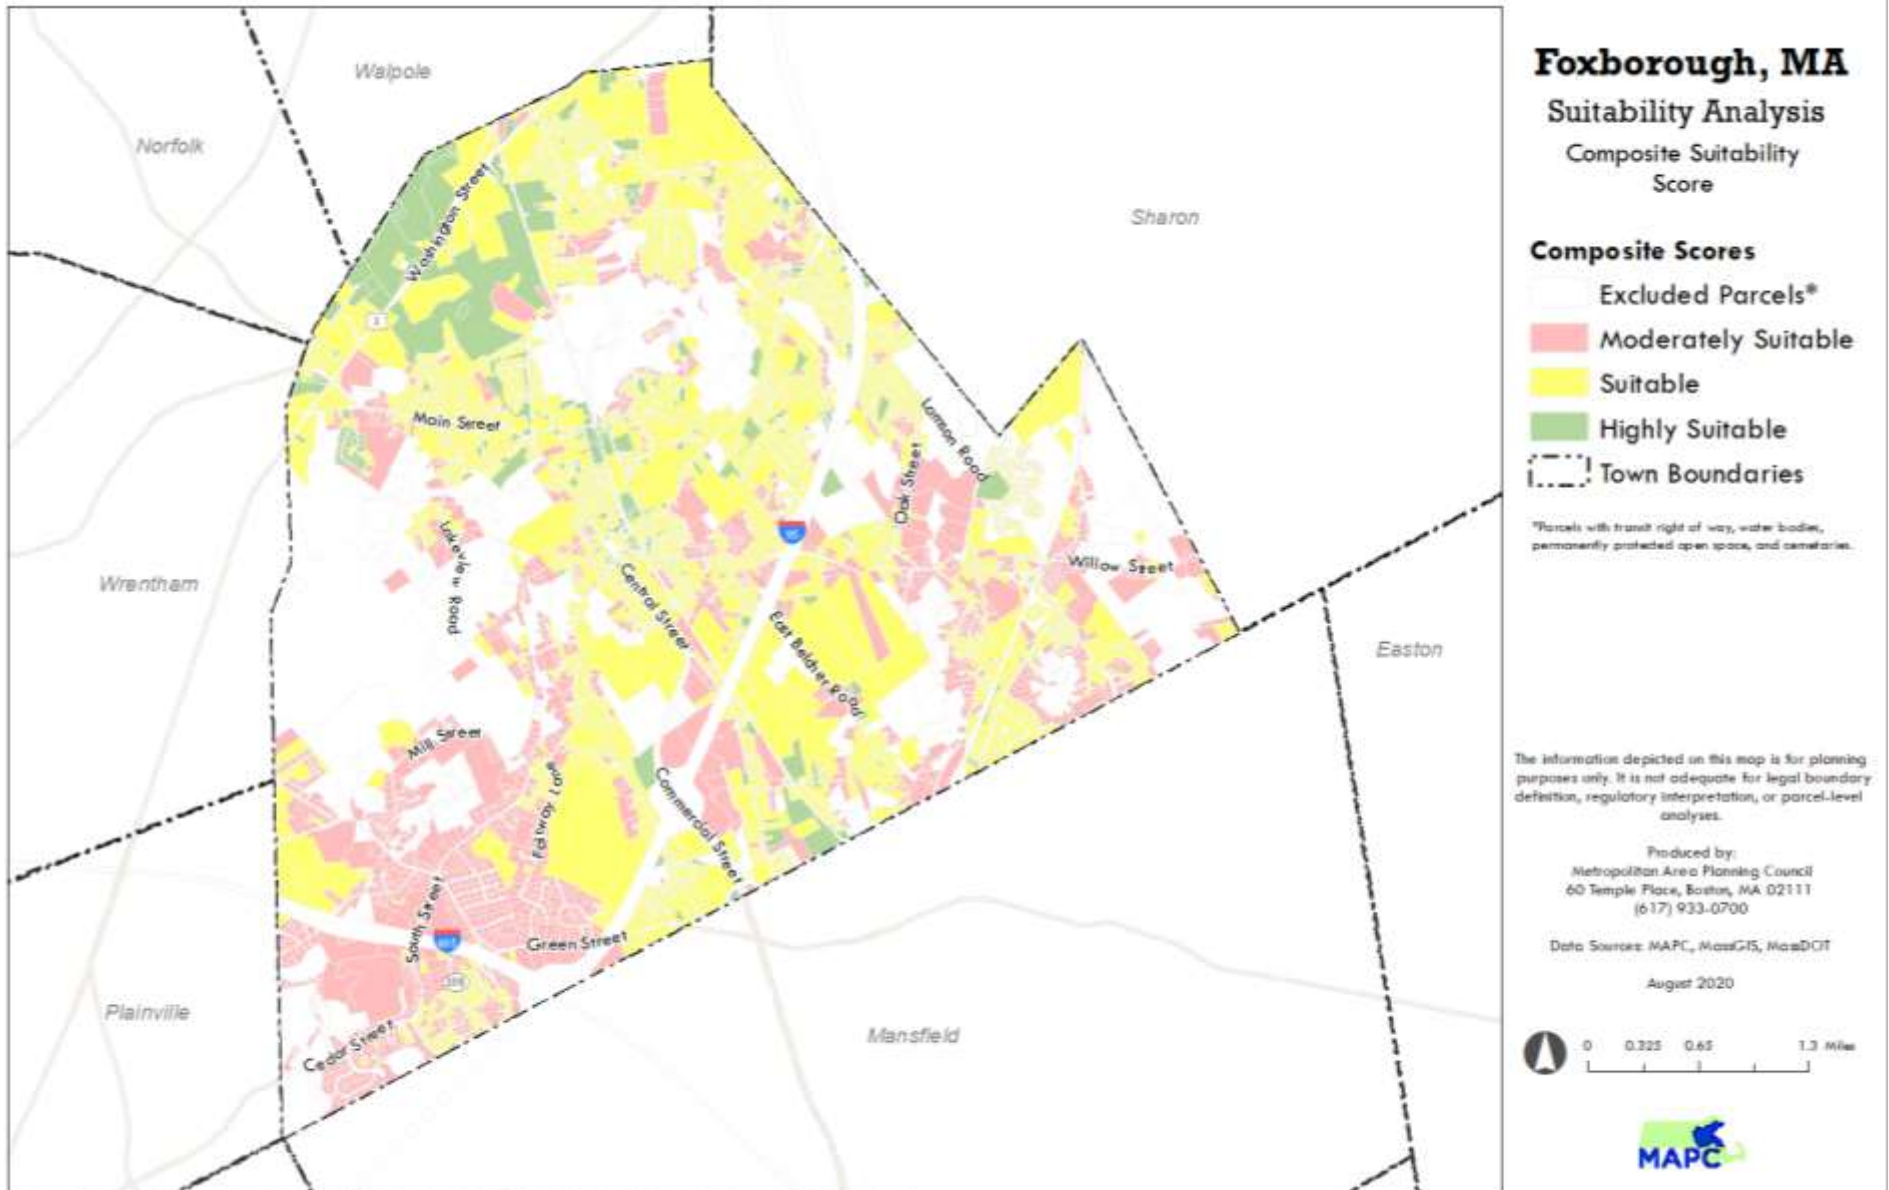 Foxborough, MA
Suitability Analysis
Composite Suitability
Score
Composite Scores
Excluded Parcels*
Moderately Suitable
Suitable
Highly Suitable
Town Boundaries
*Parcels with transit right of way, water bodies,
permanently protected open space, and cemetaries.
The information depicted on this map is for planning
purposes only. It is not adequate for legal boundary
definition, regulatory interpretation, or parcel-level
analyses.
Produced by:
Metropolitan Area Planning Council
60 Temple Place, Boston, MA 02111
(617) 933-0700
Data Sources: MAPC, MassGIS, MassDOT
August 2020
0 0.325 0.65 1.3 Miles
MAPC
Walpole
Norfolk
Sharon
Washington Street
1
Main Street
Lamson Road
Oak Street
95
Lakeview Road
Willow Street
Wrentham
Central Street
East Belcher Road
Easton
Mill Street
Fairway Lane
Commercial Street
South Street
Green Street
Plainville
Cedar Street
Mansfield